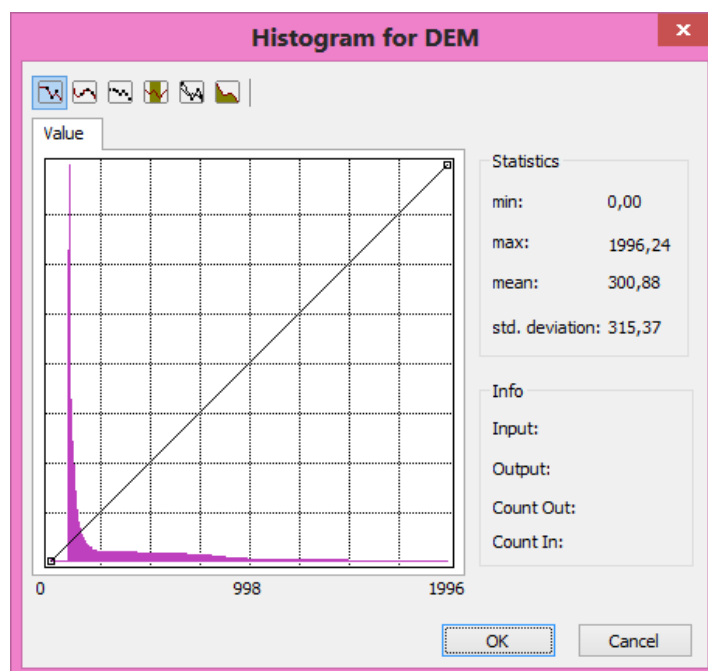 Histogram for DEM
Value
0
998
1996
Statistics
min: 0,00
max: 1996,24
mean: 300,88
std. deviation: 315,37
Info
Input:
Output:
Count Out:
Count In:
OK
Cancel